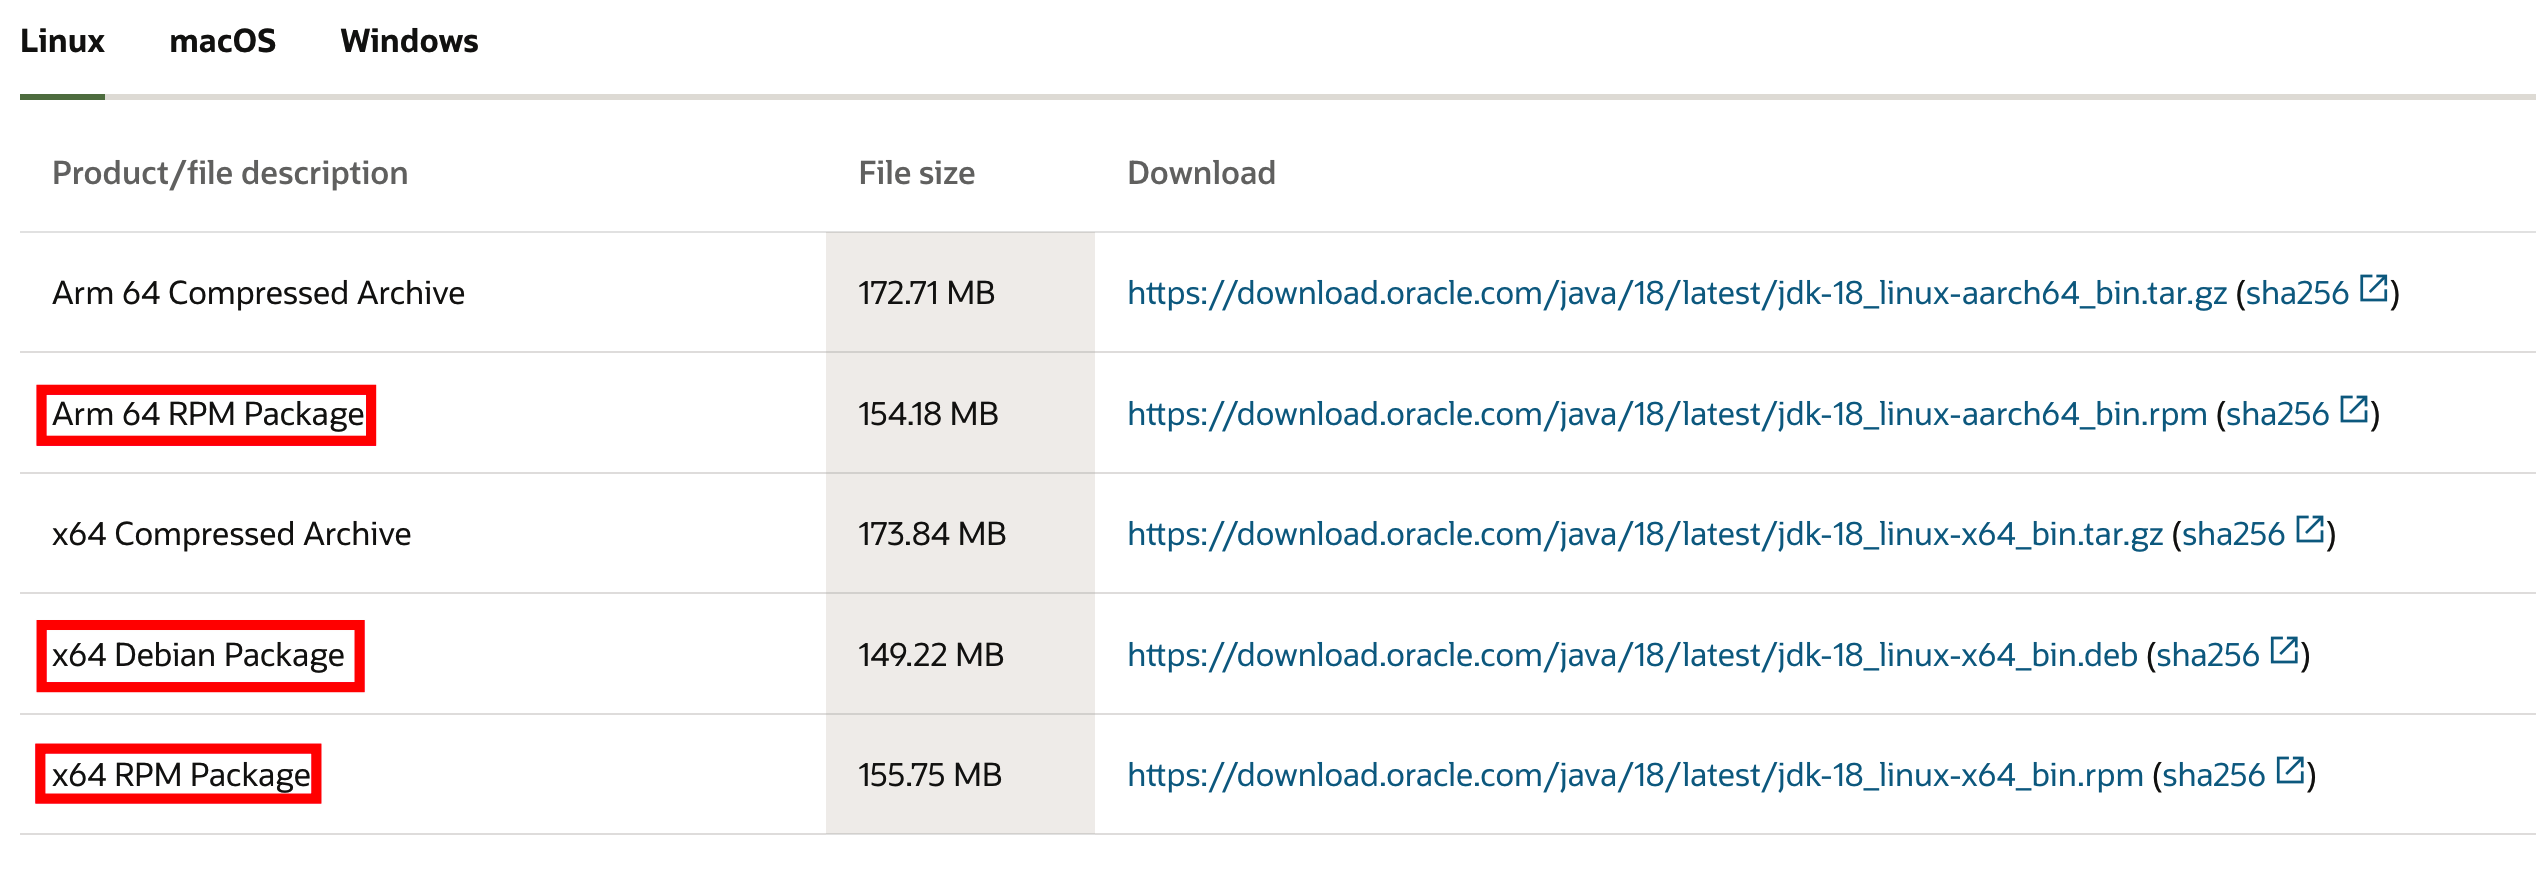 Linux macOS Windows
Product/file description File size Download
Arm 64 Compressed Archive 172.71 MB https://download.oracle.com/java/18/latest/jdk-18_linux-aarch64_bin.tar.gz (sha256)
Arm 64 RPM Package 154.18 MB https://download.oracle.com/java/18/latest/jdk-18_linux-aarch64_bin.rpm (sha256)
x64 Compressed Archive 173.84 MB https://download.oracle.com/java/18/latest/jdk-18_linux-x64_bin.tar.gz (sha256)
x64 Debian Package 149.22 MB https://download.oracle.com/java/18/latest/jdk-18_linux-x64_bin.deb (sha256)
x64 RPM Package 155.75 MB https://download.oracle.com/java/18/latest/jdk-18_linux-x64_bin.rpm (sha256)